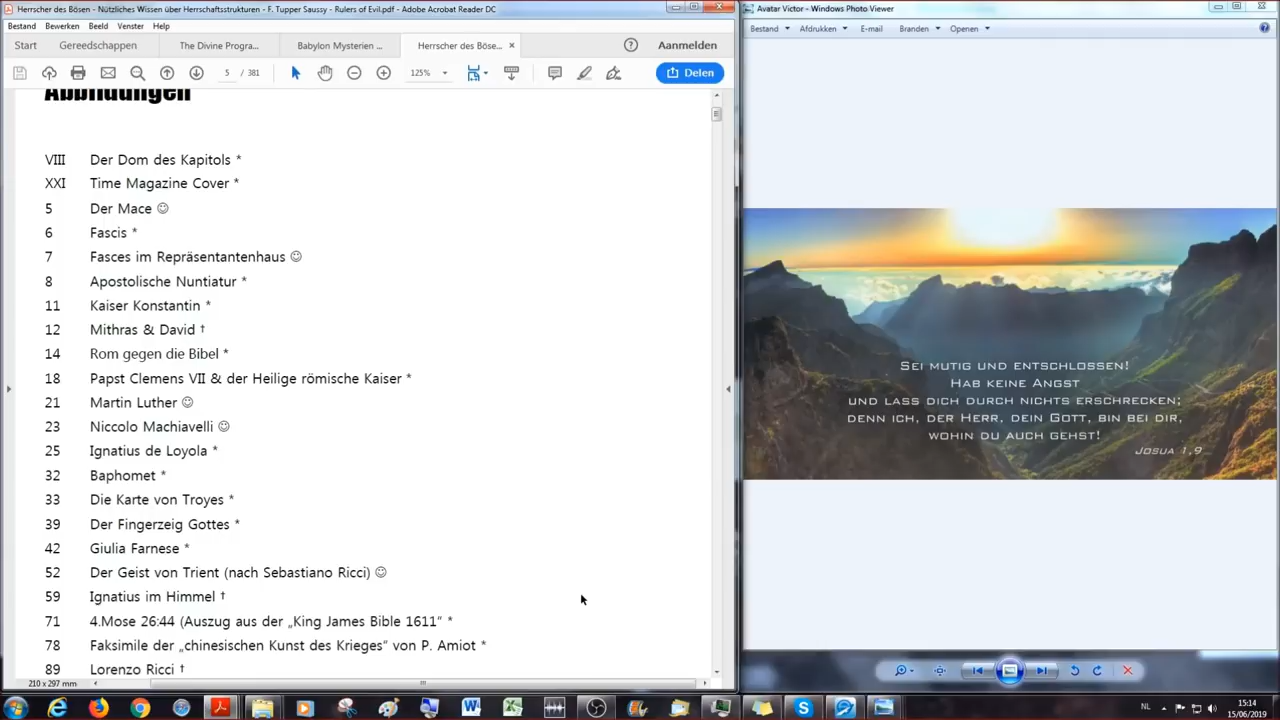 Herrscher des Bösen - Nützliches Wissen über Herrschaftsstrukturen - F. Tupper Saussy - Rulers of Evil.pdf - Adobe Acrobat Reader DC
Bestand Bewerken Beeld Venster Help
Start Gereedschappen The Divine Progra... Babylon Mysterien ... Herrscher des Böse... × Aanmelden
5 / 381 125% Delen
Abbildungen
VIII Der Dom des Kapitols *
XXI Time Magazine Cover *
5 Der Mace ☺
6 Fascis *
7 Fasces im Repräsentantenhaus ☺
8 Apostolische Nuntiatur *
11 Kaiser Konstantin *
12 Mithras & David †
14 Rom gegen die Bibel *
18 Papst Clemens VII & der Heilige römische Kaiser *
21 Martin Luther ☺
23 Niccolo Machiavelli ☺
25 Ignatius de Loyola *
32 Baphomet *
33 Die Karte von Troyes *
39 Der Fingerzeig Gottes *
42 Giulia Farnese *
52 Der Geist von Trient (nach Sebastiano Ricci) ☺
59 Ignatius im Himmel †
71 4.Mose 26:44 (Auszug aus der „King James Bible 1611“ *
78 Faksimile der „chinesischen Kunst des Krieges“ von P. Amiot *
89 Lorenzo Ricci †
210 x 297 mm
Avatar Victor - Windows Photo Viewer
Bestand Afdrukken E-mail Branden Openen
Sei mutig und entschlossen!
Hab keine Angst
und lass dich durch nichts erschrecken;
denn ich, der Herr, dein Gott, bin bei dir,
wohin du auch gehst!
Josua 1,9
NL 15:14
15/06/2019